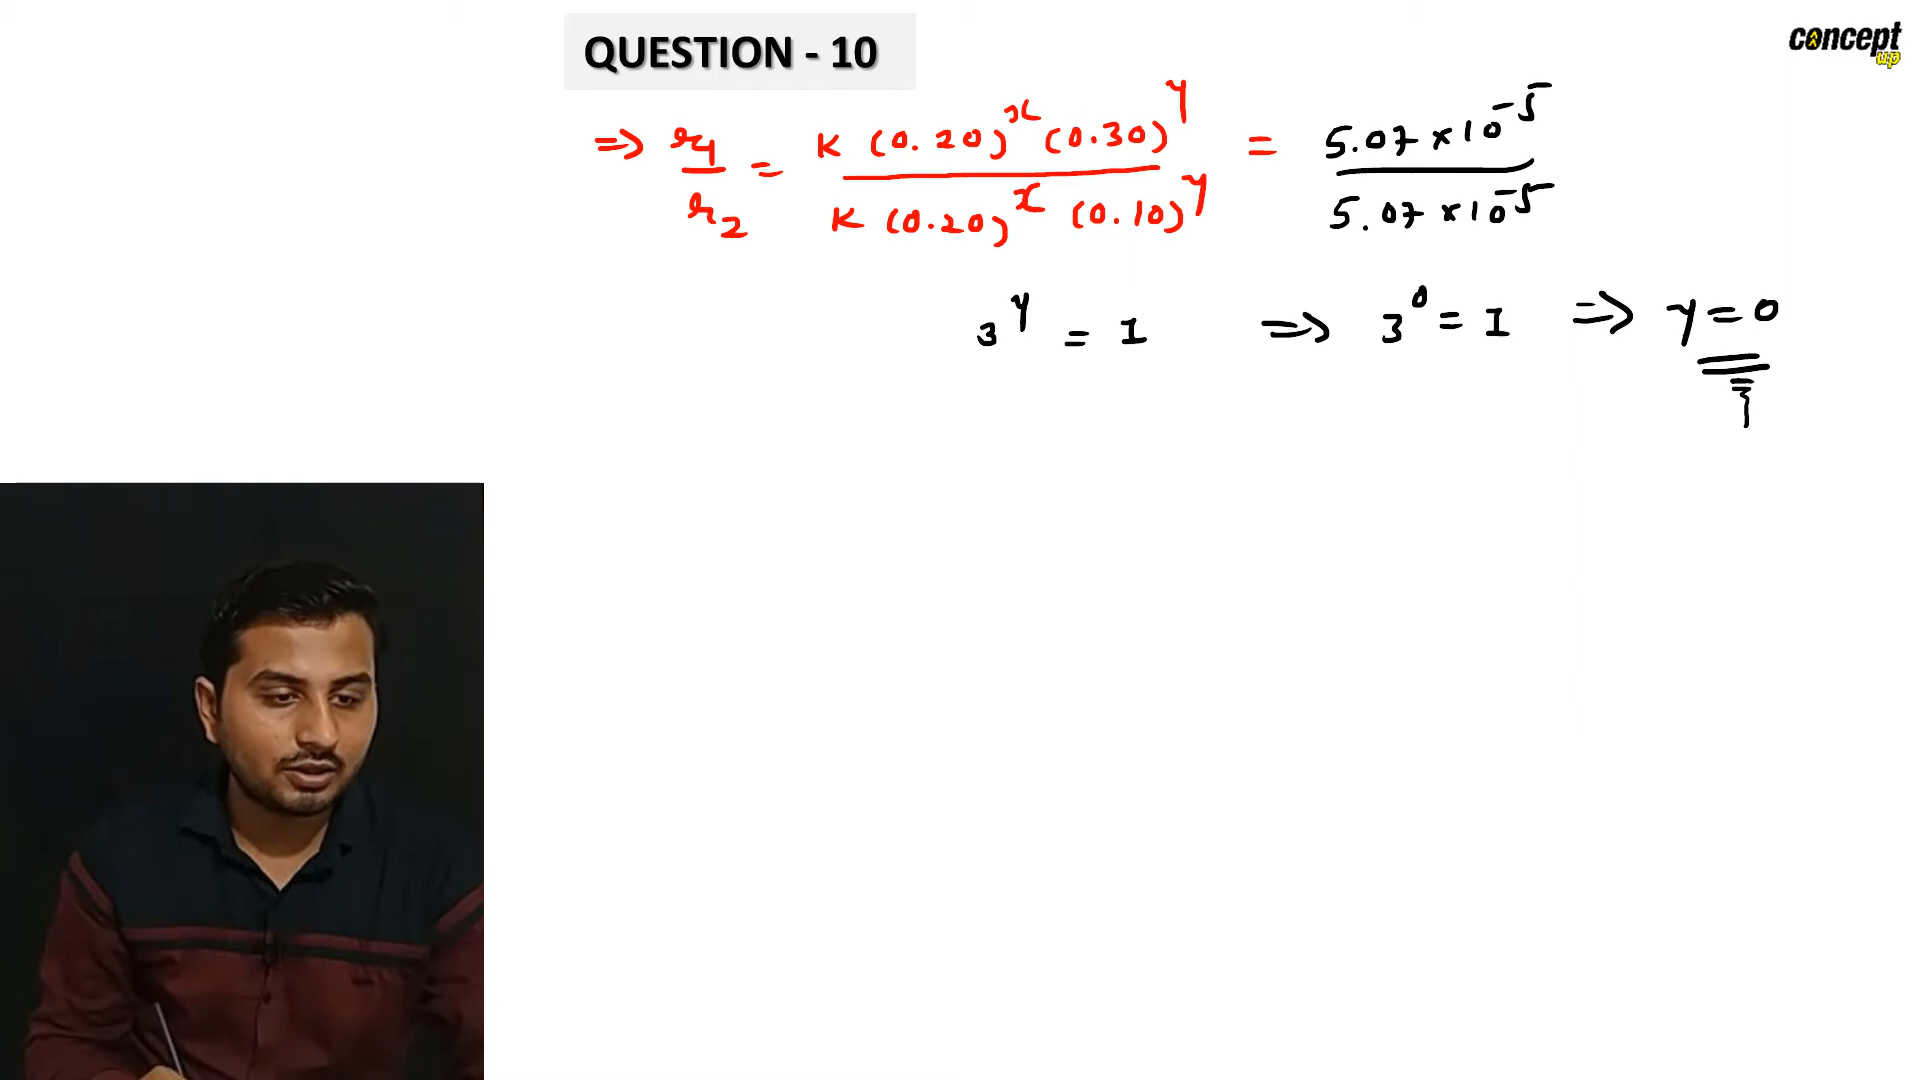 QUESTION - 10
concept
up
=> r1/r2 = K (0.20)^x (0.30)^y / K (0.20)^x (0.10)^y = 5.07 × 10^-5 / 5.07 × 10^-5
3^y = 1 => 3^0 = 1 => y = 0